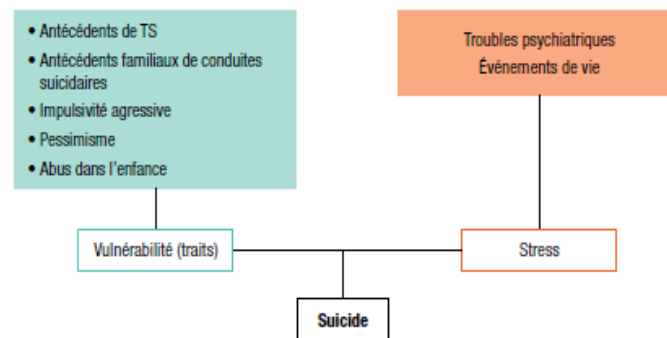 • Antécédents de TS
• Antécédents familiaux de conduites
suicidaires
• Impulsivité agressive
• Pessimisme
• Abus dans l'enfance
Troubles psychiatriques
Événements de vie
Vulnérabilité (traits)
Stress
Suicide